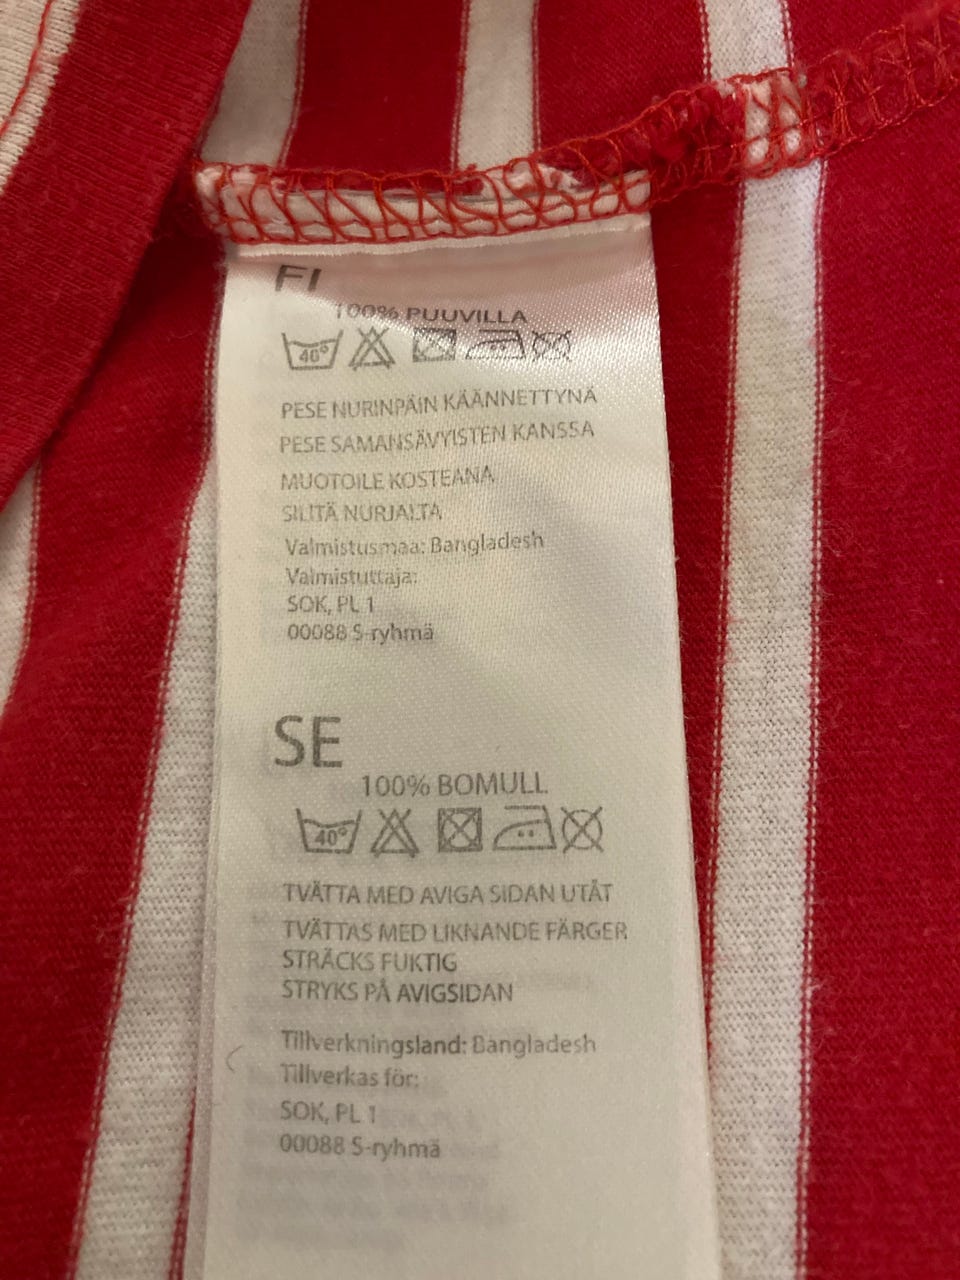 FI
100% PUUVILLA
40°
PESE NURINPÄIN KÄÄNNETTYNÄ
PESE SAMANSÄVYISTEN KANSSA
MUOTOILE KOSTEANA
SILITÄ NURJALTA
Valmistusmaa: Bangladesh
Valmistuttaja:
SOK, PL 1
00088 S-ryhmä
SE
100% BOMULL
40°
TVÄTTA MED AVIGA SIDAN UTÅT
TVÄTTAS MED LIKNANDE FÄRGER
STRÄCKS FUKTIG
STRYKS PÅ AVIGSIDAN
Tillverkningsland: Bangladesh
Tillverkas för:
SOK, PL 1
00088 S-ryhmä